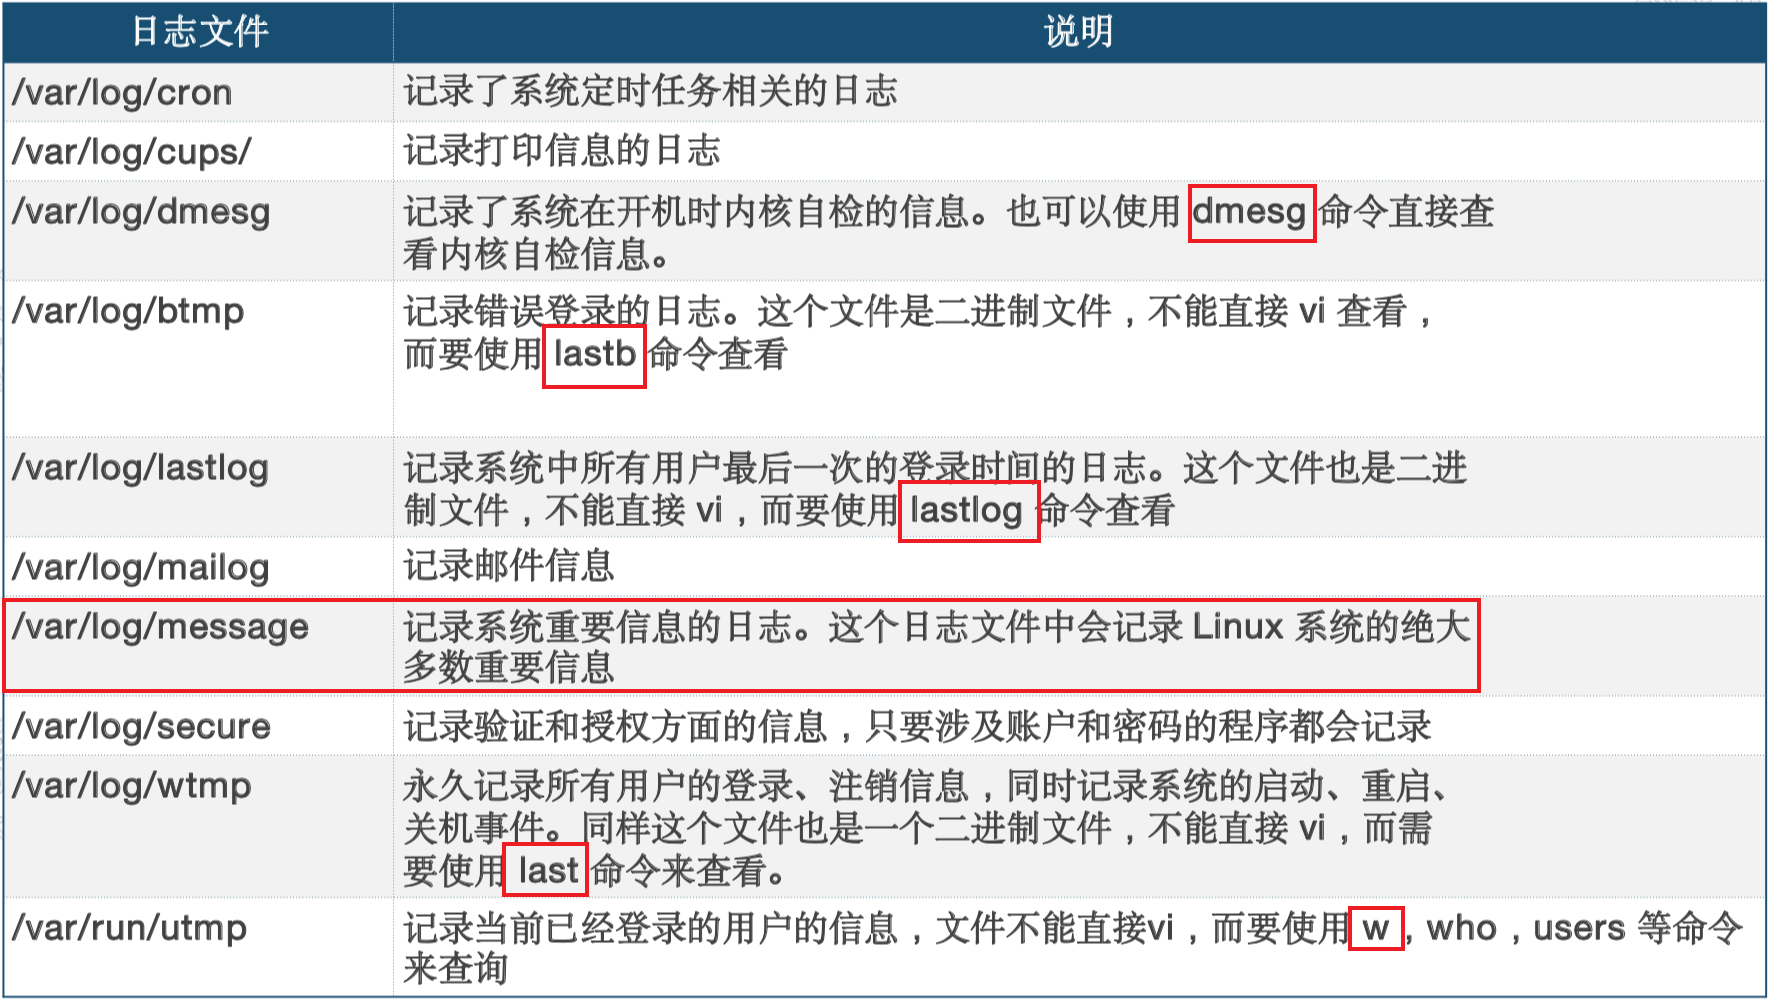 日志文件 说明
/var/log/cron 记录了系统定时任务相关的日志
/var/log/cups/ 记录打印信息的日志
/var/log/dmesg 记录了系统在开机时内核自检的信息。也可以使用 dmesg 命令直接查
看内核自检信息。
/var/log/btmp 记录错误登录的日志。这个文件是二进制文件，不能直接 vi 查看，
而要使用 lastb 命令查看
/var/log/lastlog 记录系统中所有用户最后一次的登录时间的日志。这个文件也是二进
制文件，不能直接 vi，而要使用 lastlog 命令查看
/var/log/mailog 记录邮件信息
/var/log/message 记录系统重要信息的日志。这个日志文件中会记录 Linux 系统的绝大
多数重要信息
/var/log/secure 记录验证和授权方面的信息，只要涉及账户和密码的程序都会记录
/var/log/wtmp 永久记录所有用户的登录、注销信息，同时记录系统的启动、重启、
关机事件。同样这个文件也是一个二进制文件，不能直接 vi，而需
要使用 last 命令来查看。
/var/run/utmp 记录当前已经登录的用户的信息，文件不能直接vi，而要使用 w，who，users 等命令
来查询